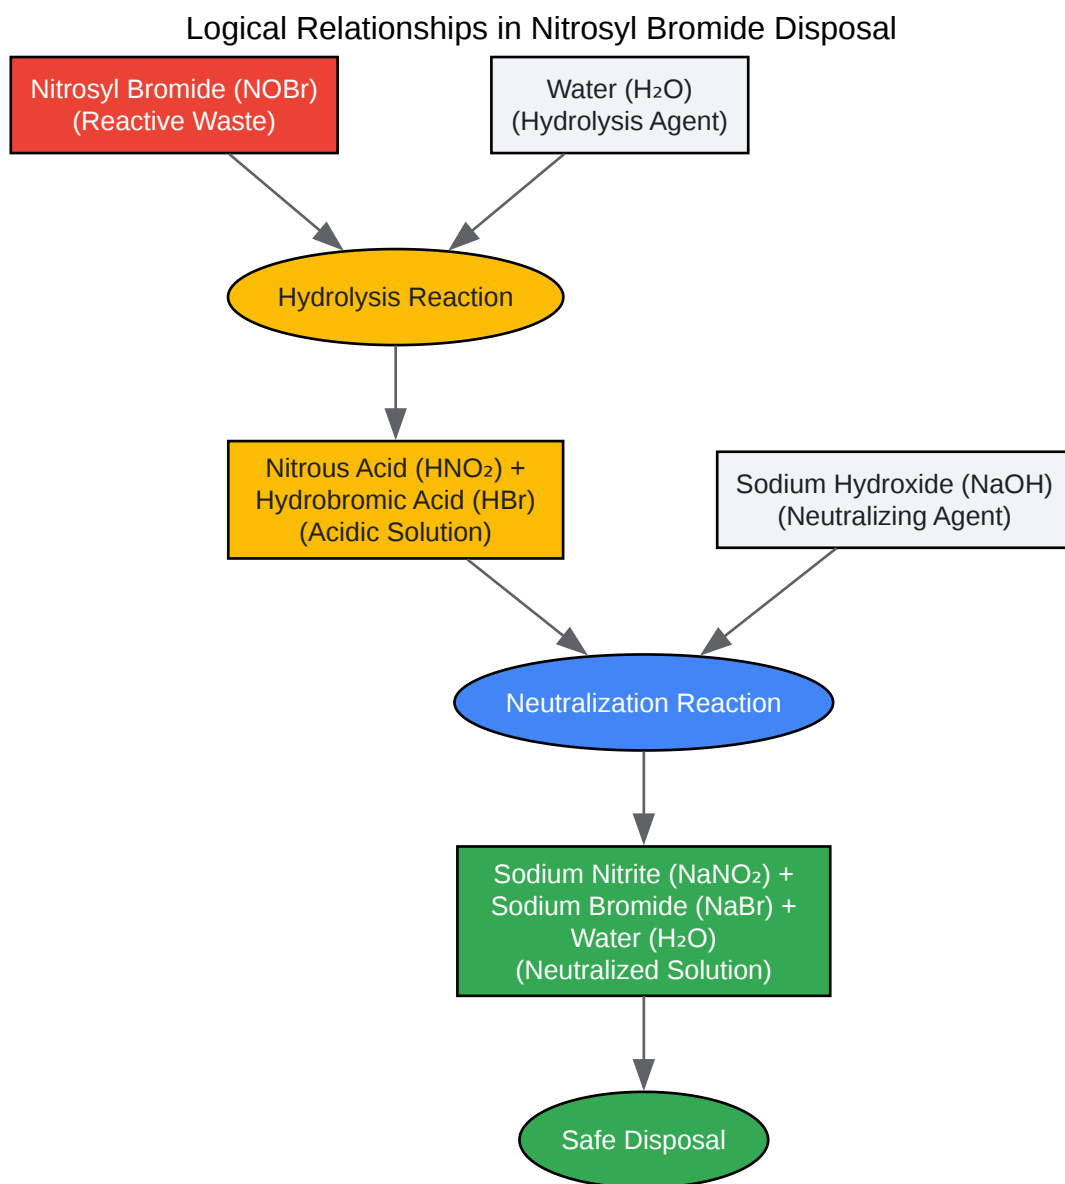 Logical Relationships in Nitrosyl Bromide Disposal
Nitrosyl Bromide (NOBr)
(Reactive Waste)
Water (H₂O)
(Hydrolysis Agent)
Hydrolysis Reaction
Nitrous Acid (HNO₂) +
Hydrobromic Acid (HBr)
(Acidic Solution)
Sodium Hydroxide (NaOH)
(Neutralizing Agent)
Neutralization Reaction
Sodium Nitrite (NaNO₂) +
Sodium Bromide (NaBr) +
Water (H₂O)
(Neutralized Solution)
Safe Disposal